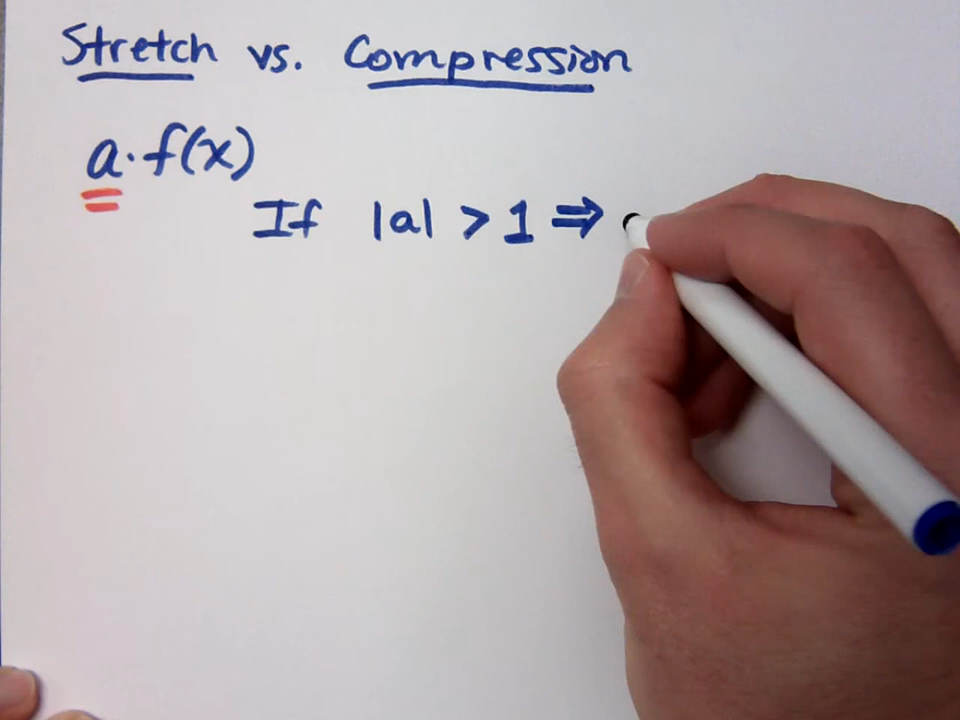 Stretch vs. Compression
a·f(x)
If |a| > 1 ⇒